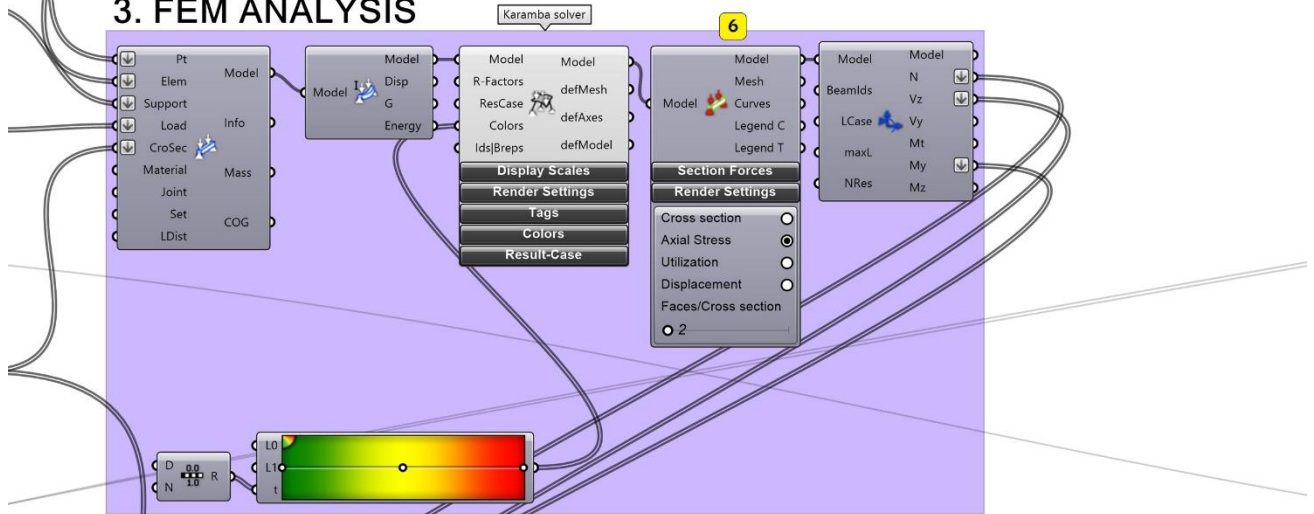 3. FEM ANALYSIS
Karamba solver
6
Pt
Elem
Support
Load
CroSec
Material
Joint
Set
LDist
Model
Info
Mass
COG
Model
Model
Disp
G
Energy
Model
R-Factors
ResCase
Colors
Ids|Breps
Model
defMesh
defAxes
defModel
Display Scales
Render Settings
Tags
Colors
Result-Case
Model
Model
Mesh
Curves
Legend C
Legend T
Section Forces
Render Settings
Cross section
Axial Stress
Utilization
Displacement
Faces/Cross section
2
Model
BeamIds
LCase
maxL
NRes
Model
N
Vz
Vy
Mt
My
Mz
D
N
0.0
1.0
R
L0
L1
t